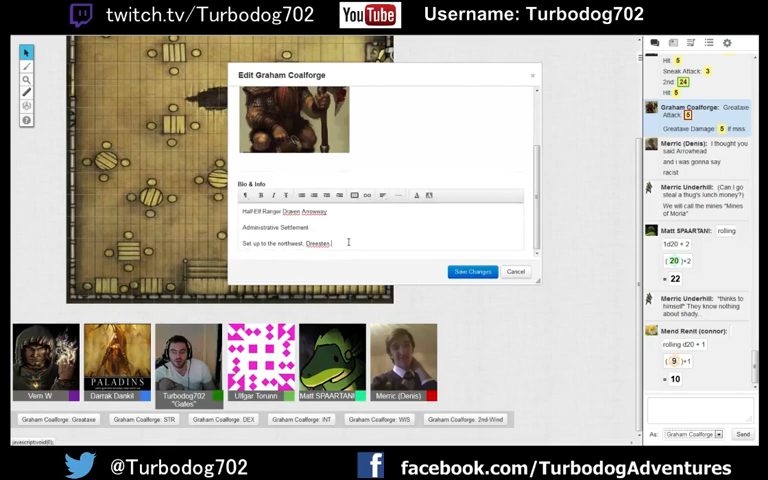 twitch.tv/Turbodog702
You Tube
Username: Turbodog702
Edit Graham Coalforge
×
Bio & Info
Half-Elf Ranger Draven Arrowway
Administrative Settlement
Set up to the northwest; Dreesten.
Save Changes
Cancel
Hit: 5
Sneak Attack: 3
2nd: 24
Hit: 5
Graham Coalforge: Greataxe
Attack: 5
Greataxe Damage: 5 if miss
Merric (Denis): I thought you
said Arrowhead
and i was gonna say
racist
Merric Underhill: (Can I go
steal a thug's lunch money?)
We will call the mines "Mines
of Moria"
Matt SPAARTAN!: rolling
1d20 + 2
(20)+2
= 22
Merric Underhill: "thinks to
himself" They know nothing
about shady...
Mend Renit (connor):
rolling d20 + 1
(9)+1
= 10
As:
Graham Coalforge
Send
PALADINS
Vern W
Darrak Dankil
Turbodog702
"Gales"
Ulfgar Torunn
Matt SPAARTAN!
Merric (Denis)
Graham Coalforge: Greataxe
Graham Coalforge: STR
Graham Coalforge: DEX
Graham Coalforge: INT
Graham Coalforge: WIS
Graham Coalforge: 2nd-Wind
javascript:void(0);
@Turbodog702
facebook.com/TurbodogAdventures